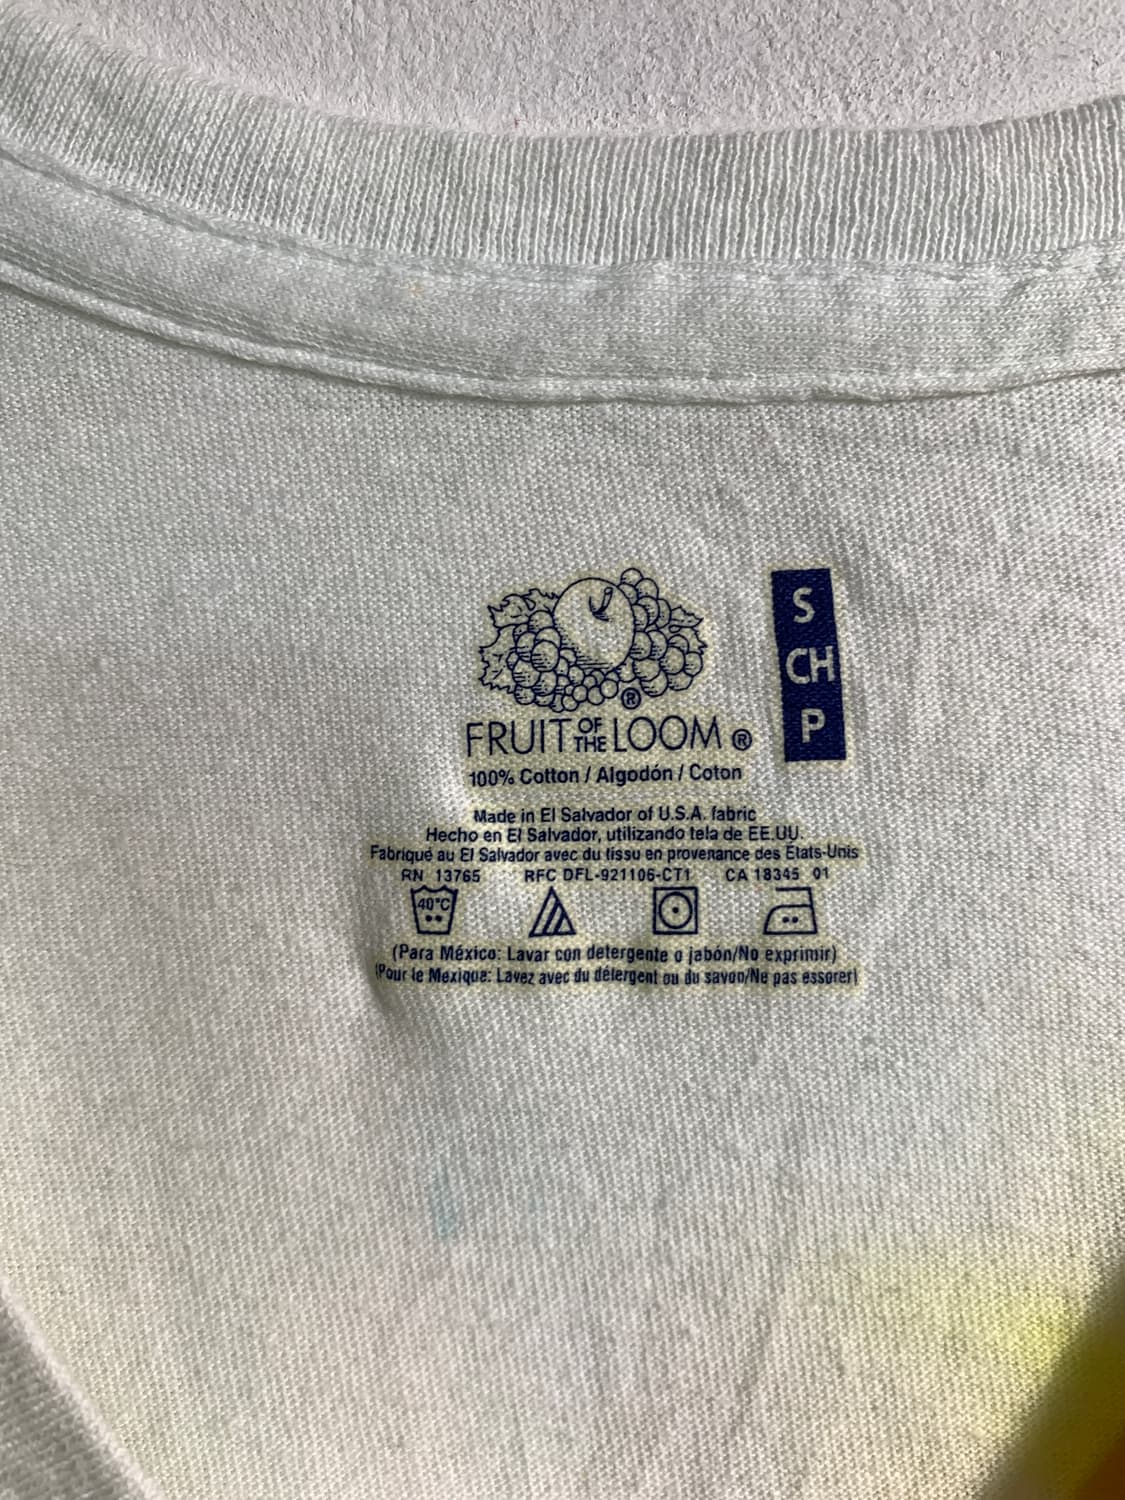 S
CH
P
®
FRUIT OF THE LOOM ®
100% Cotton / Algodón / Coton
Made in El Salvador of U.S.A. fabric
Hecho en El Salvador, utilizando tela de EE.UU.
Fabriqué au El Salvador avec du tissu en provenance des États-Unis
RN 13765 RFC DFL-921106-CT1 CA 18345 01
40°C
(Para México: Lavar con detergente o jabón/No exprimir)
(Pour le Mexique: Lavez avec du détergent ou du savon/Ne pas essorer)